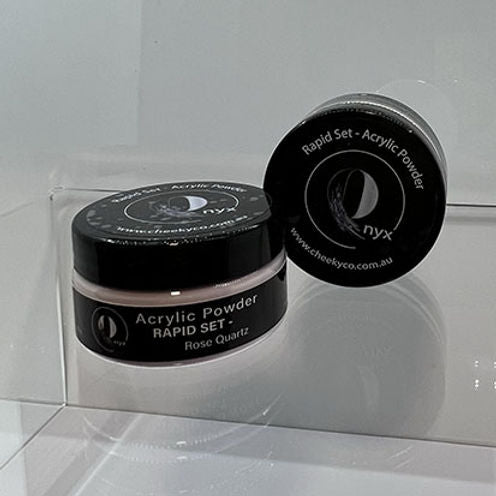 Rapid Set - Acrylic Powder
nyx
www.cheekyco.com.au
Rapid Set - Acrylic Powder
nyx
www.cheekyco.com.au
Acrylic Powder
RAPID SET -
Rose Quartz